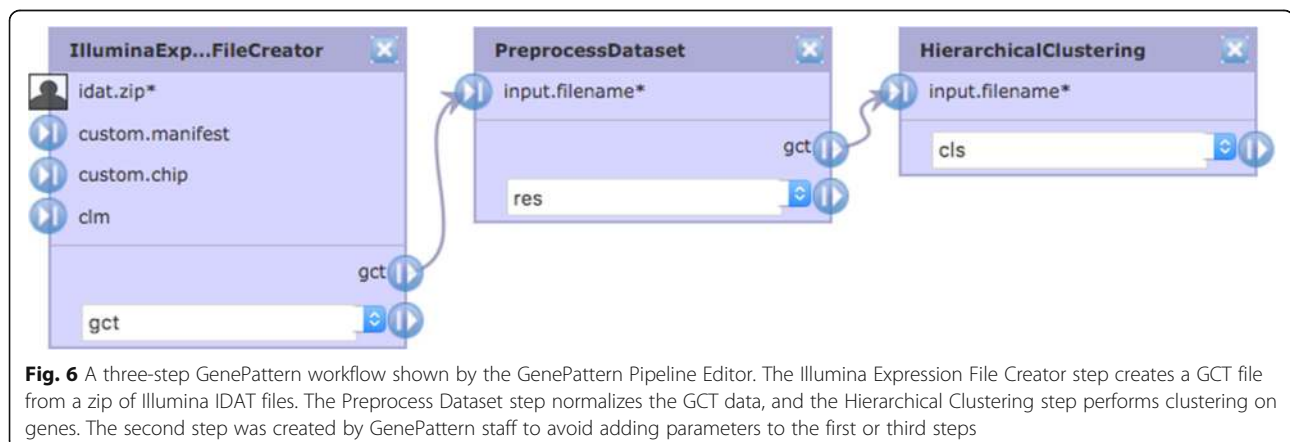 IlluminaExp...FileCreator
idat.zip*
custom.manifest
custom.chip
clm
gct
gct
PreprocessDataset
input.filename*
gct
res
HierarchicalClustering
input.filename*
cls
Fig. 6 A three-step GenePattern workflow shown by the GenePattern Pipeline Editor. The Illumina Expression File Creator step creates a GCT file
from a zip of Illumina IDAT files. The Preprocess Dataset step normalizes the GCT data, and the Hierarchical Clustering step performs clustering on
genes. The second step was created by GenePattern staff to avoid adding parameters to the first or third steps